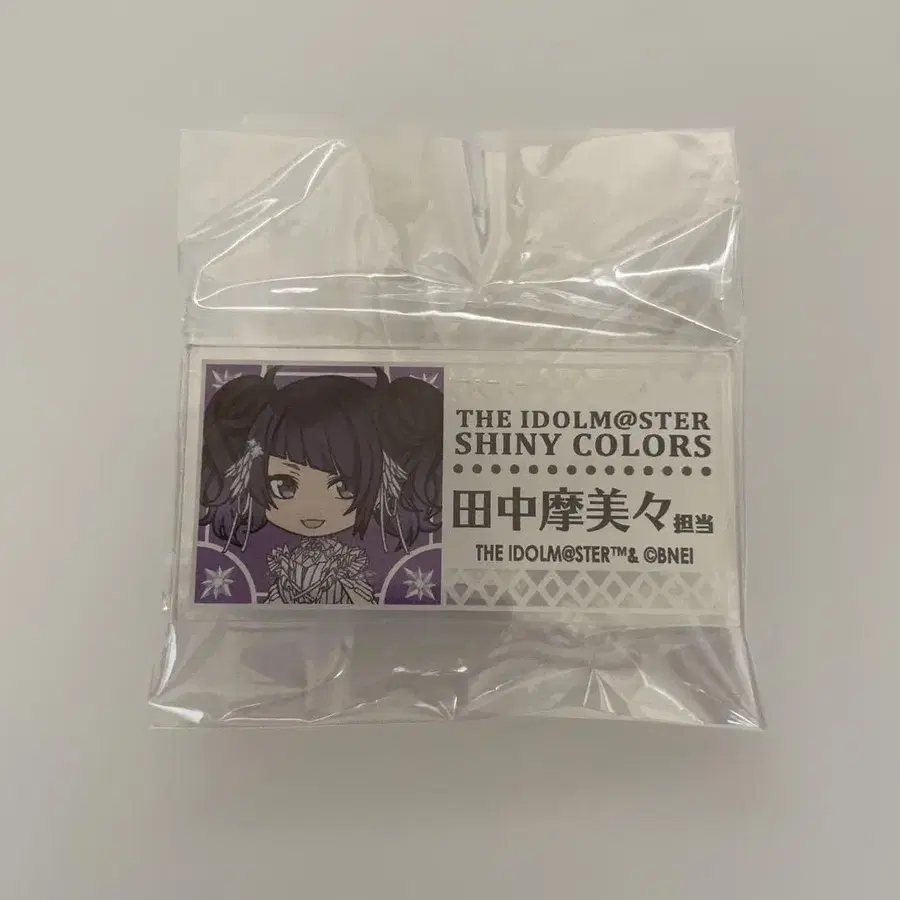 THE IDOLM@STER
SHINY COLORS
田中摩美々担当
THE IDOLM@STER™& ©BNEI